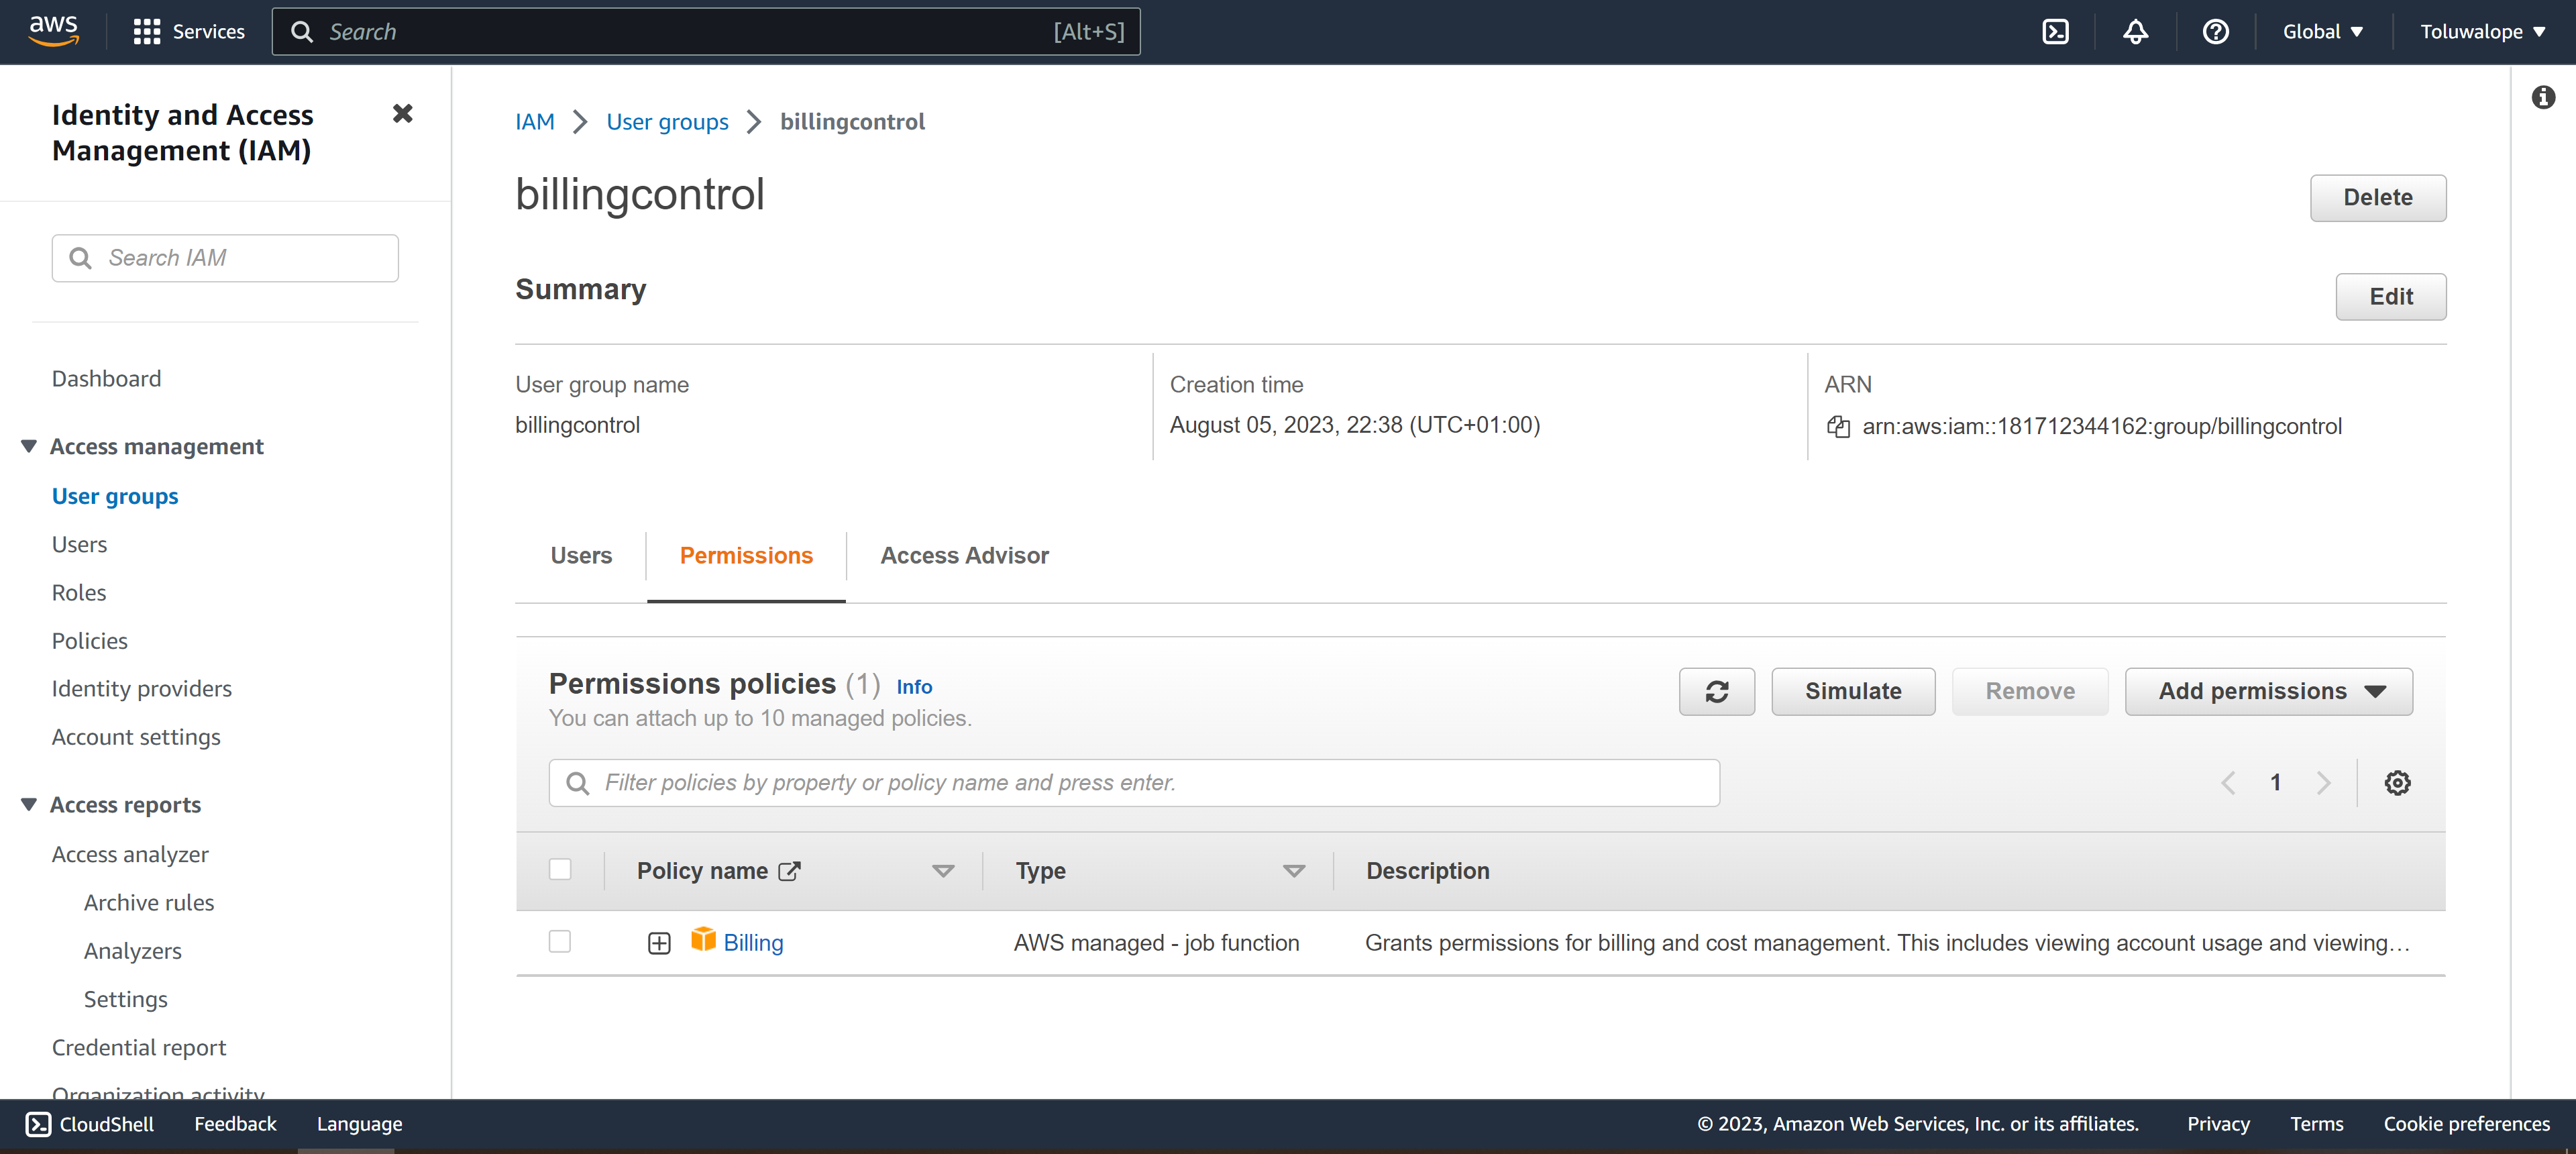 aws
Services
Search
[Alt+S]
Global
Toluwalope
Identity and Access
Management (IAM)
Search IAM
Dashboard
Access management
User groups
Users
Roles
Policies
Identity providers
Account settings
Access reports
Access analyzer
Archive rules
Analyzers
Settings
Credential report
Organization activity
IAM
User groups
billingcontrol
billingcontrol
Delete
Summary
Edit
User group name
billingcontrol
Creation time
August 05, 2023, 22:38 (UTC+01:00)
ARN
arn:aws:iam::181712344162:group/billingcontrol
Users
Permissions
Access Advisor
Permissions policies (1) Info
You can attach up to 10 managed policies.
Simulate
Remove
Add permissions
Filter policies by property or policy name and press enter.
1
Policy name
Type
Description
Billing
AWS managed - job function
Grants permissions for billing and cost management. This includes viewing account usage and viewing…
CloudShell
Feedback
Language
© 2023, Amazon Web Services, Inc. or its affiliates.
Privacy
Terms
Cookie preferences